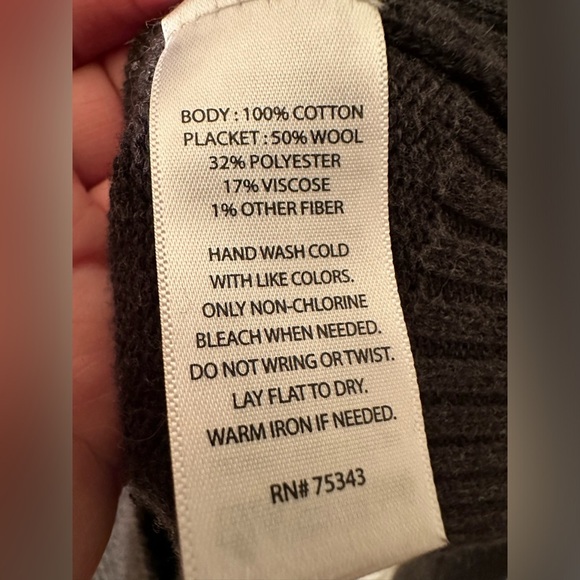 BODY : 100% COTTON
PLACKET : 50% WOOL
32% POLYESTER
17% VISCOSE
1% OTHER FIBER
HAND WASH COLD
WITH LIKE COLORS.
ONLY NON-CHLORINE
BLEACH WHEN NEEDED.
DO NOT WRING OR TWIST.
LAY FLAT TO DRY.
WARM IRON IF NEEDED.
RN# 75343